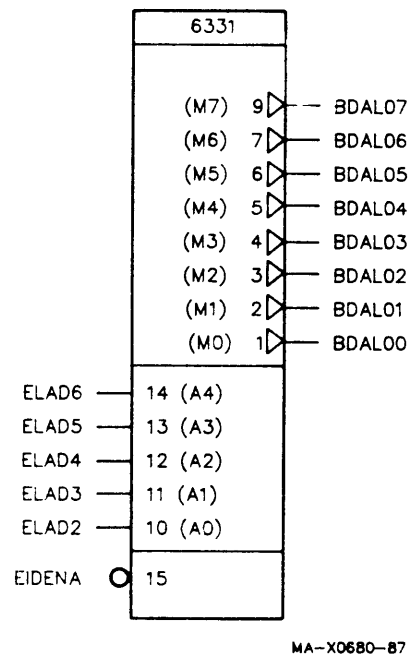 6331
(M7) 9 BDAL07
(M6) 7 BDAL06
(M5) 6 BDAL05
(M4) 5 BDAL04
(M3) 4 BDAL03
(M2) 3 BDAL02
(M1) 2 BDAL01
(M0) 1 BDAL00
ELAD6 14 (A4)
ELAD5 13 (A3)
ELAD4 12 (A2)
ELAD3 11 (A1)
ELAD2 10 (A0)
EIDENA 15
MA-X0680-87